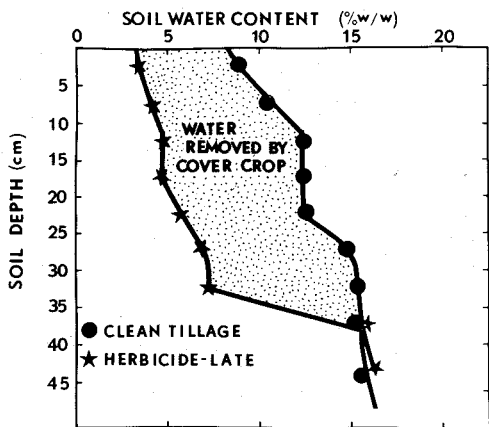 SOIL WATER CONTENT (%w/w)
0 5 10 15 20
5
10
15
20
25
30
35
40
45
SOIL DEPTH (cm)
WATER
REMOVED BY
COVER CROP
CLEAN TILLAGE
HERBICIDE-LATE